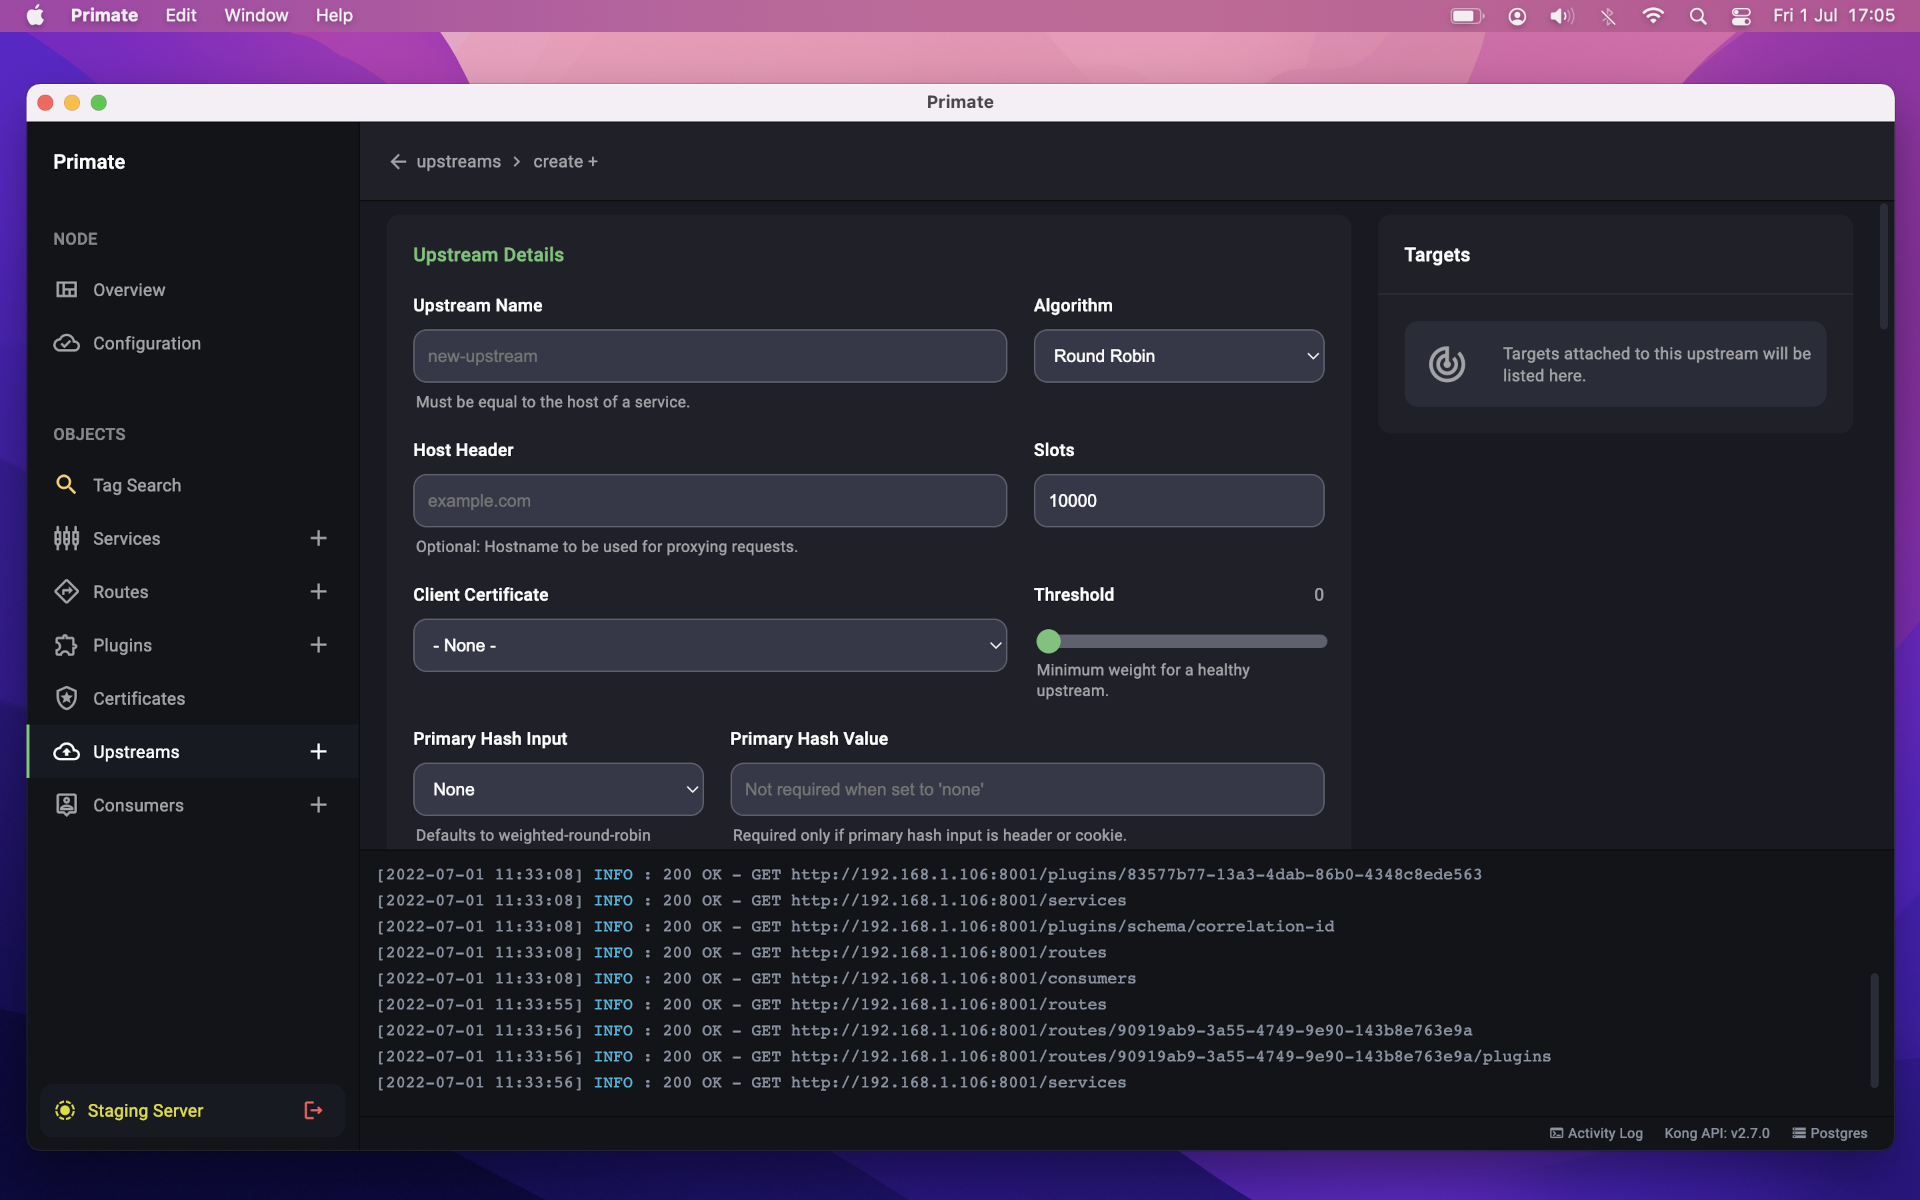 Primate Edit Window Help Fri 1 Jul 17:05
Primate
Primate
NODE
Overview
Configuration
OBJECTS
Tag Search
Services +
Routes +
Plugins +
Certificates
Upstreams +
Consumers +
Staging Server
upstreams > create +
Upstream Details
Upstream Name
new-upstream
Must be equal to the host of a service.
Algorithm
Round Robin
Host Header
example.com
Optional: Hostname to be used for proxying requests.
Slots
10000
Client Certificate
- None -
Threshold 0
Minimum weight for a healthy
upstream.
Primary Hash Input
None
Defaults to weighted-round-robin
Primary Hash Value
Not required when set to 'none'
Required only if primary hash input is header or cookie.
Targets
Targets attached to this upstream will be
listed here.
[2022-07-01 11:33:08] INFO : 200 OK - GET http://192.168.1.106:8001/plugins/83577b77-13a3-4dab-86b0-4348c8ede563
[2022-07-01 11:33:08] INFO : 200 OK - GET http://192.168.1.106:8001/services
[2022-07-01 11:33:08] INFO : 200 OK - GET http://192.168.1.106:8001/plugins/schema/correlation-id
[2022-07-01 11:33:08] INFO : 200 OK - GET http://192.168.1.106:8001/routes
[2022-07-01 11:33:08] INFO : 200 OK - GET http://192.168.1.106:8001/consumers
[2022-07-01 11:33:55] INFO : 200 OK - GET http://192.168.1.106:8001/routes
[2022-07-01 11:33:56] INFO : 200 OK - GET http://192.168.1.106:8001/routes/90919ab9-3a55-4749-9e90-143b8e763e9a
[2022-07-01 11:33:56] INFO : 200 OK - GET http://192.168.1.106:8001/routes/90919ab9-3a55-4749-9e90-143b8e763e9a/plugins
[2022-07-01 11:33:56] INFO : 200 OK - GET http://192.168.1.106:8001/services
Activity Log Kong API: v2.7.0 Postgres